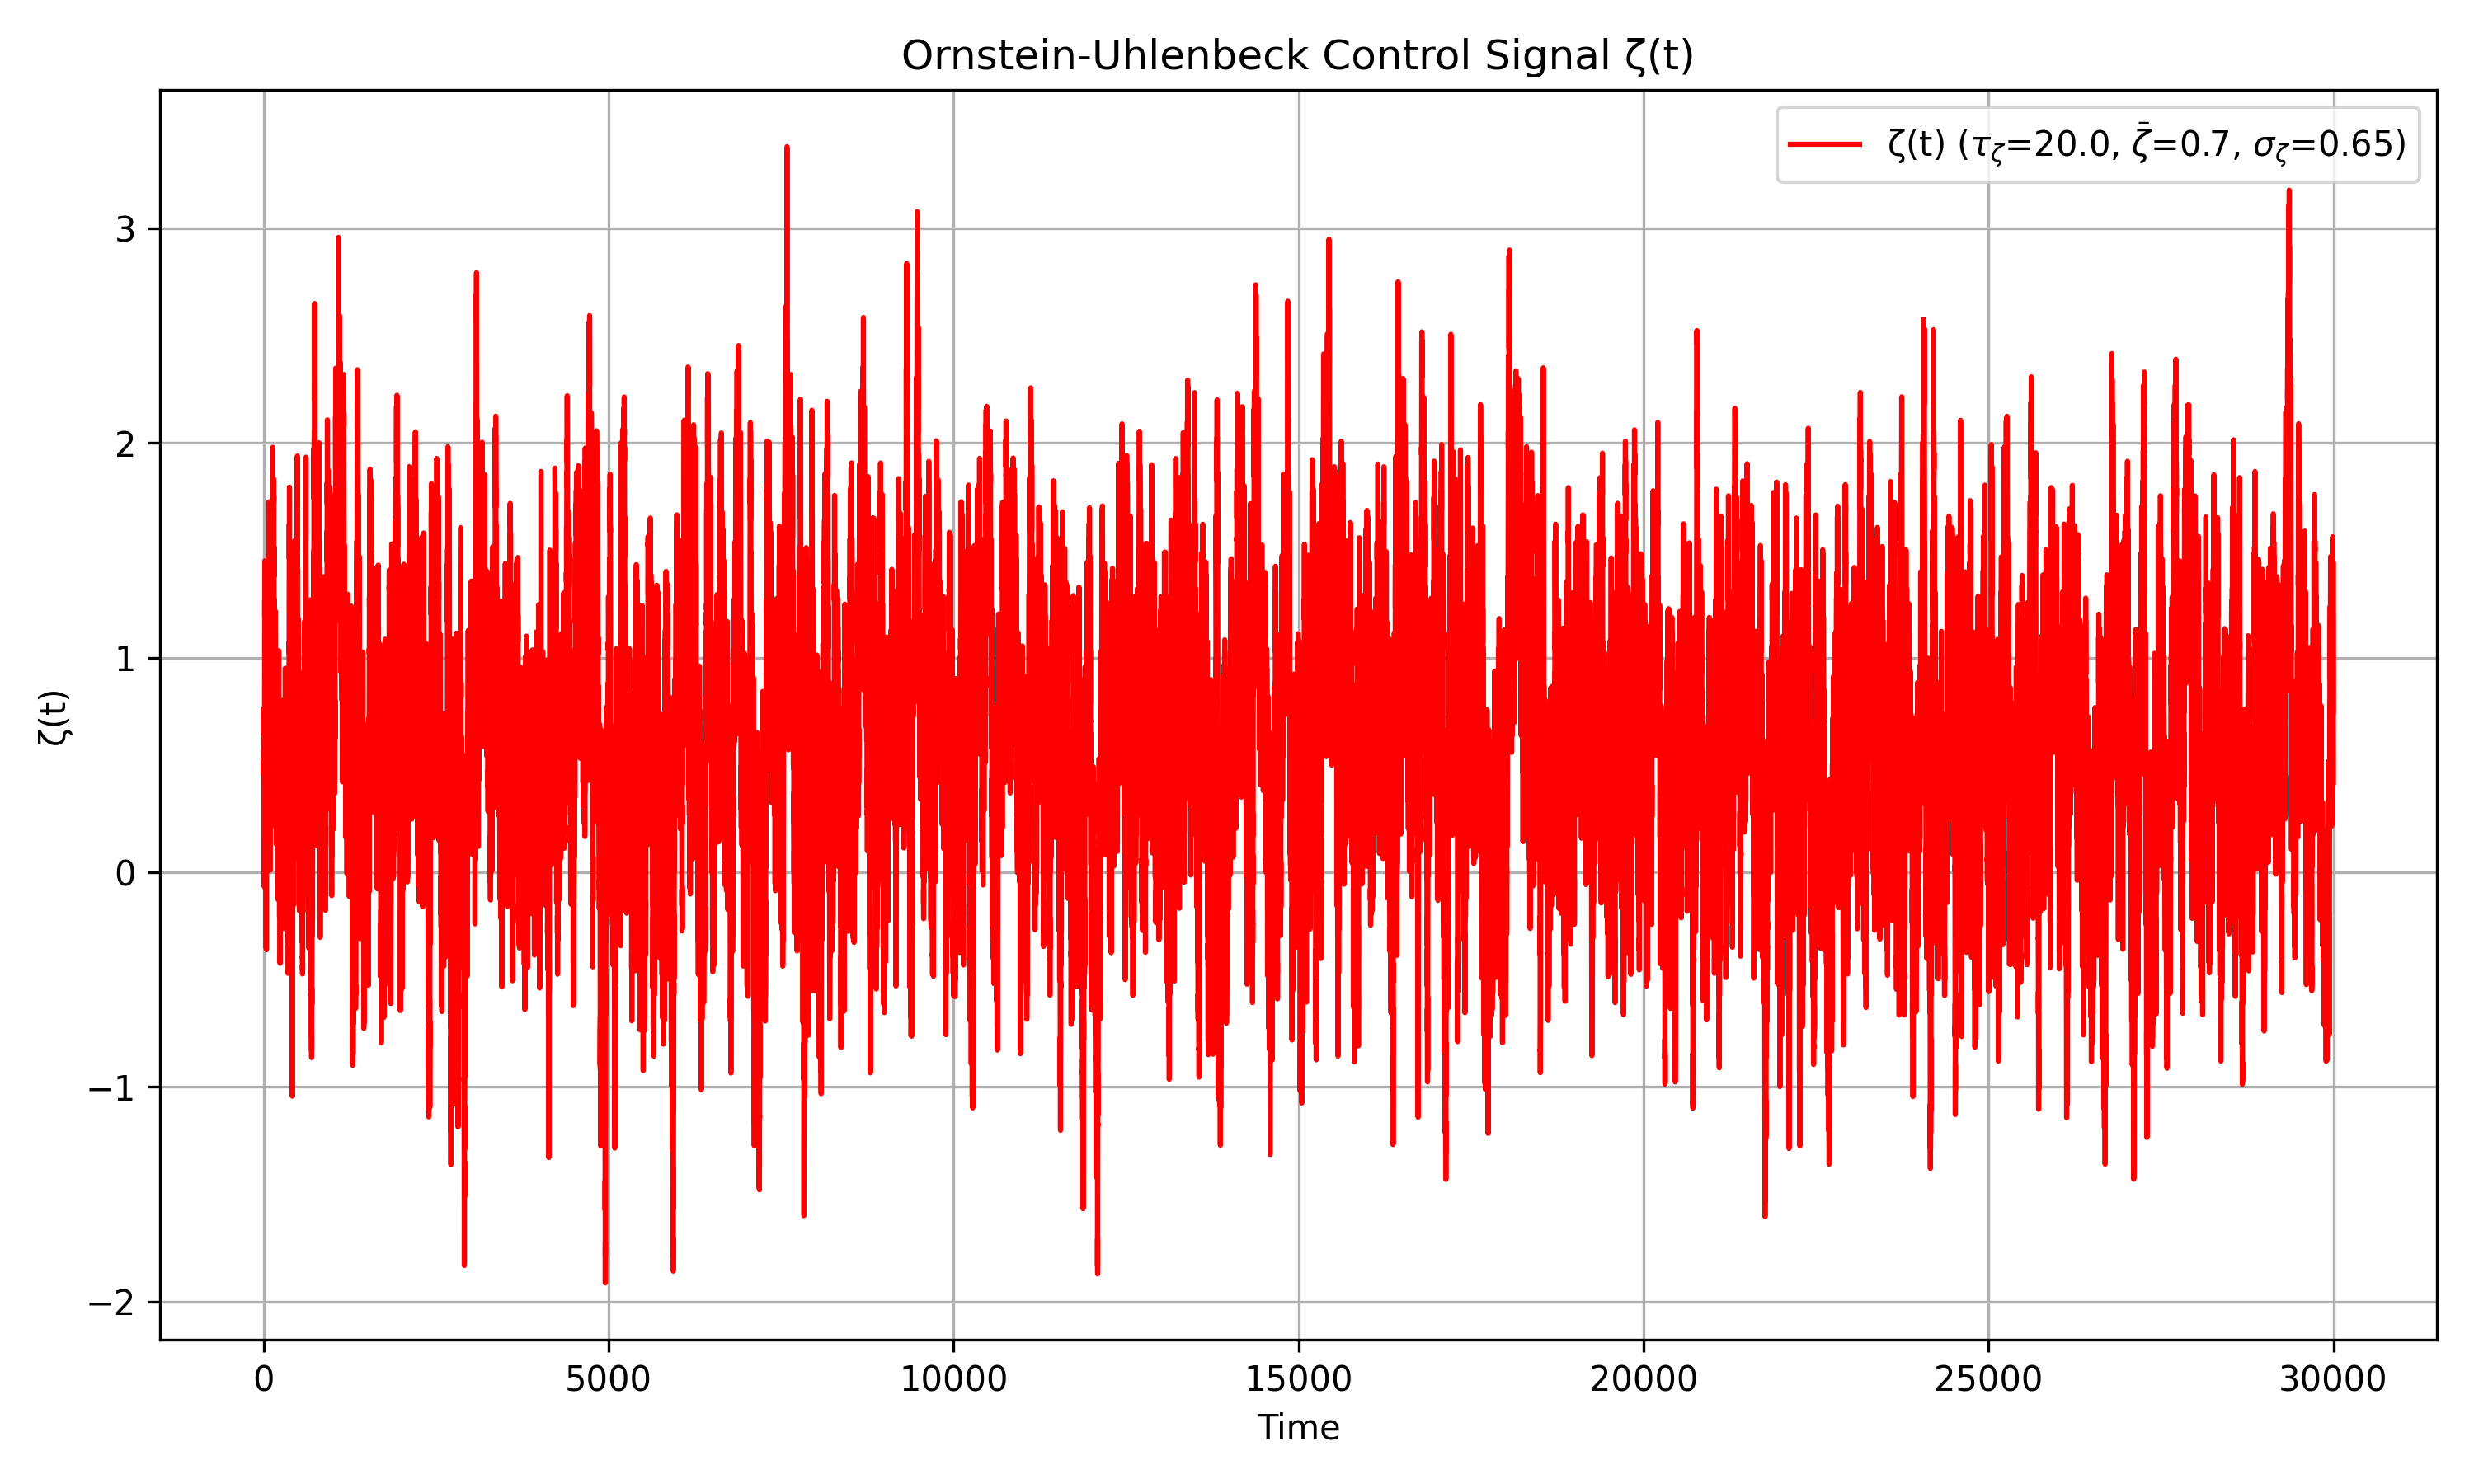 Ornstein-Uhlenbeck Control Signal ζ(t)
ζ(t) (τ_ζ=20.0, ζ̄=0.7, σ_ζ=0.65)
3
2
1
0
−1
−2
ζ(t)
0 5000 10000 15000 20000 25000 30000
Time